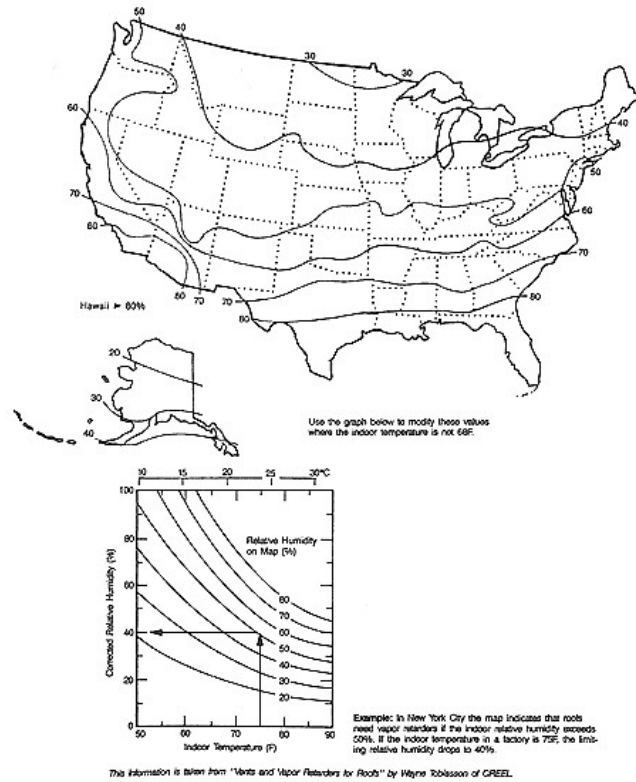 50
40
30
30
60
40
50
70
60
60
70
80
60
70
70
80
80
Hawaii ► 60%
20
30
40
Use the graph below to modify these values
where the indoor temperature is not 68F.
10 15 20 25 30°C
100
80
60
40
20
0
Corrected Relative Humidity (%)
Relative Humidity
on Map (%)
80
70
60
50
40
30
20
50 60 70 80 90
Indoor Temperature (F)
Example: In New York City the map indicates that roofs
need vapor retarders if the indoor relative humidity exceeds
50%. If the indoor temperature in a factory is 75F, the limit-
ing relative humidity drops to 40%.
This information is taken from "Vents and Vapor Retarders for Roofs" by Wayne Tobiasson of CREEL.